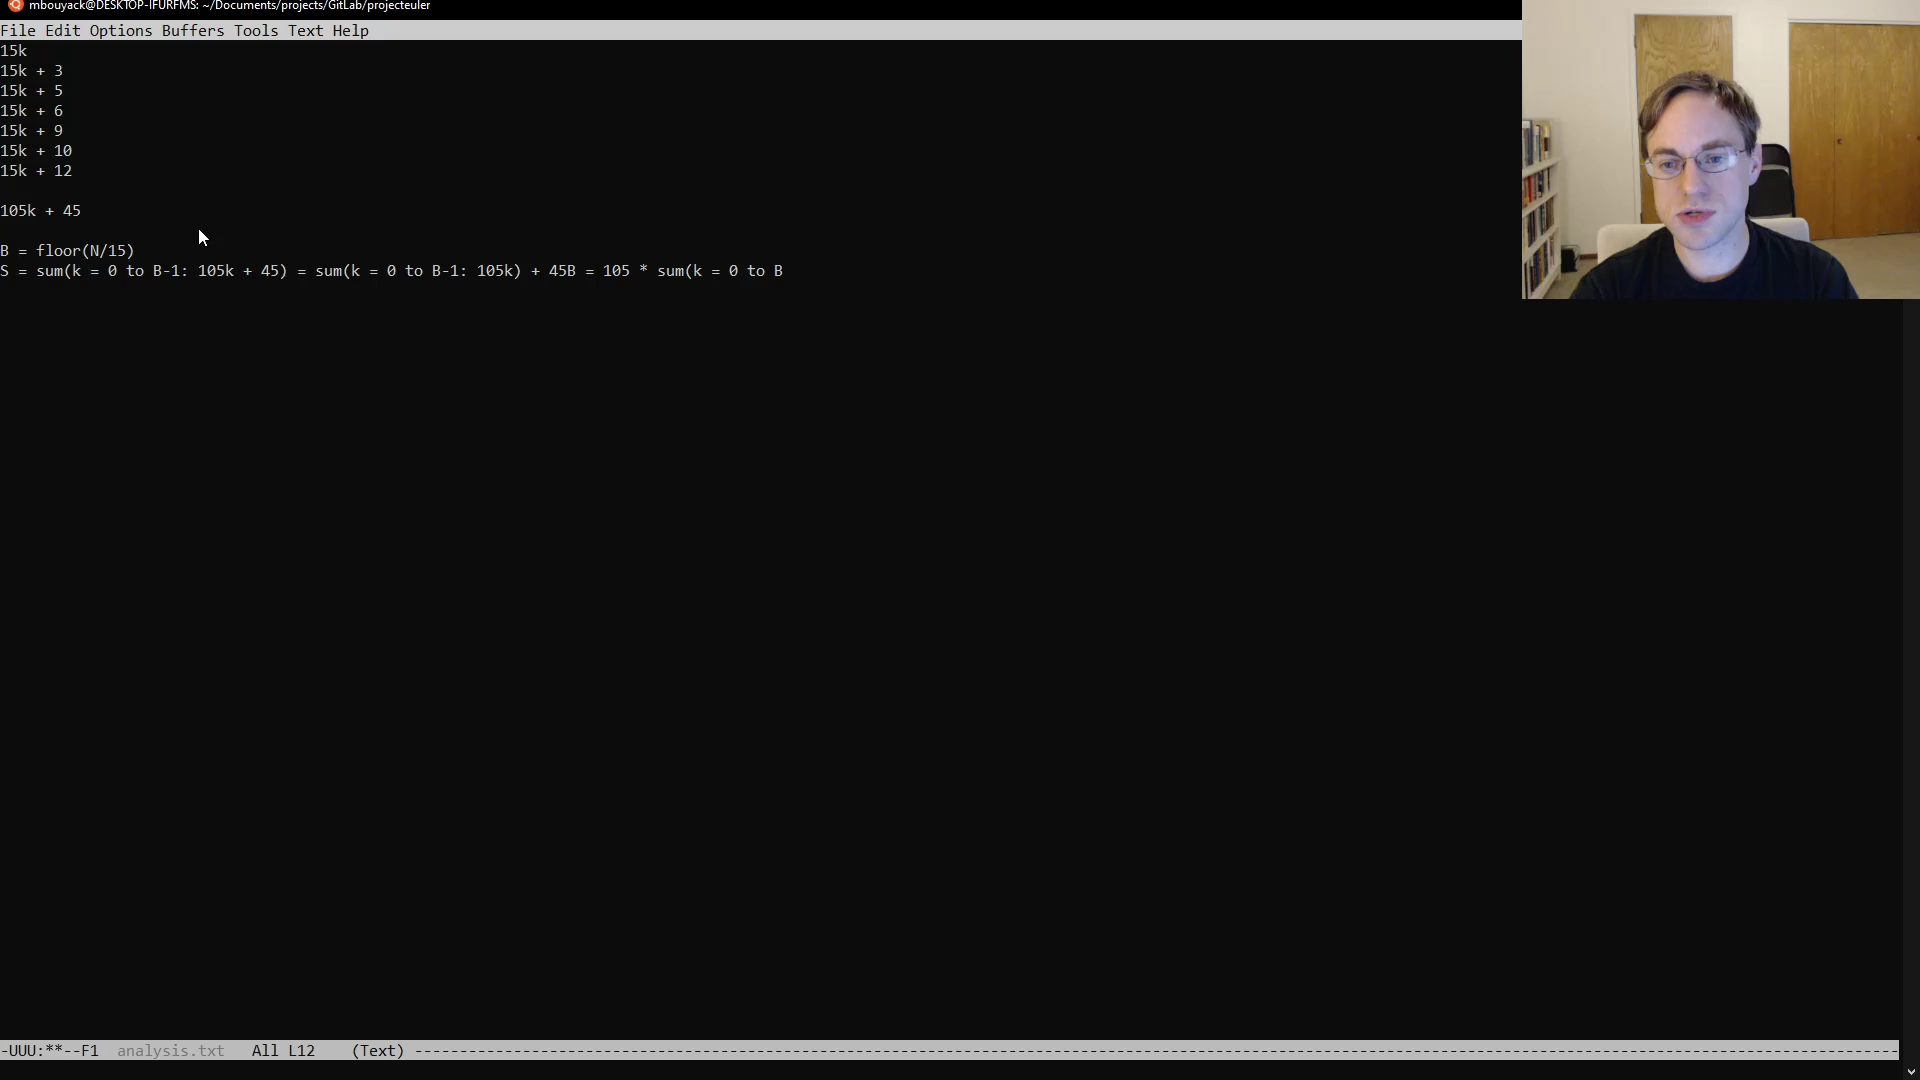 mbouyack@DESKTOP-IFURFMS: ~/Documents/projects/GitLab/projecteuler
File Edit Options Buffers Tools Text Help
15k
15k + 3
15k + 5
15k + 6
15k + 9
15k + 10
15k + 12
105k + 45
B = floor(N/15)
S = sum(k = 0 to B-1: 105k + 45) = sum(k = 0 to B-1: 105k) + 45B = 105 * sum(k = 0 to B
-UUU:**--F1  analysis.txt   All L12    (Text) ------------------------------------------------------------------------------------------------------------------------------------------------------------------------